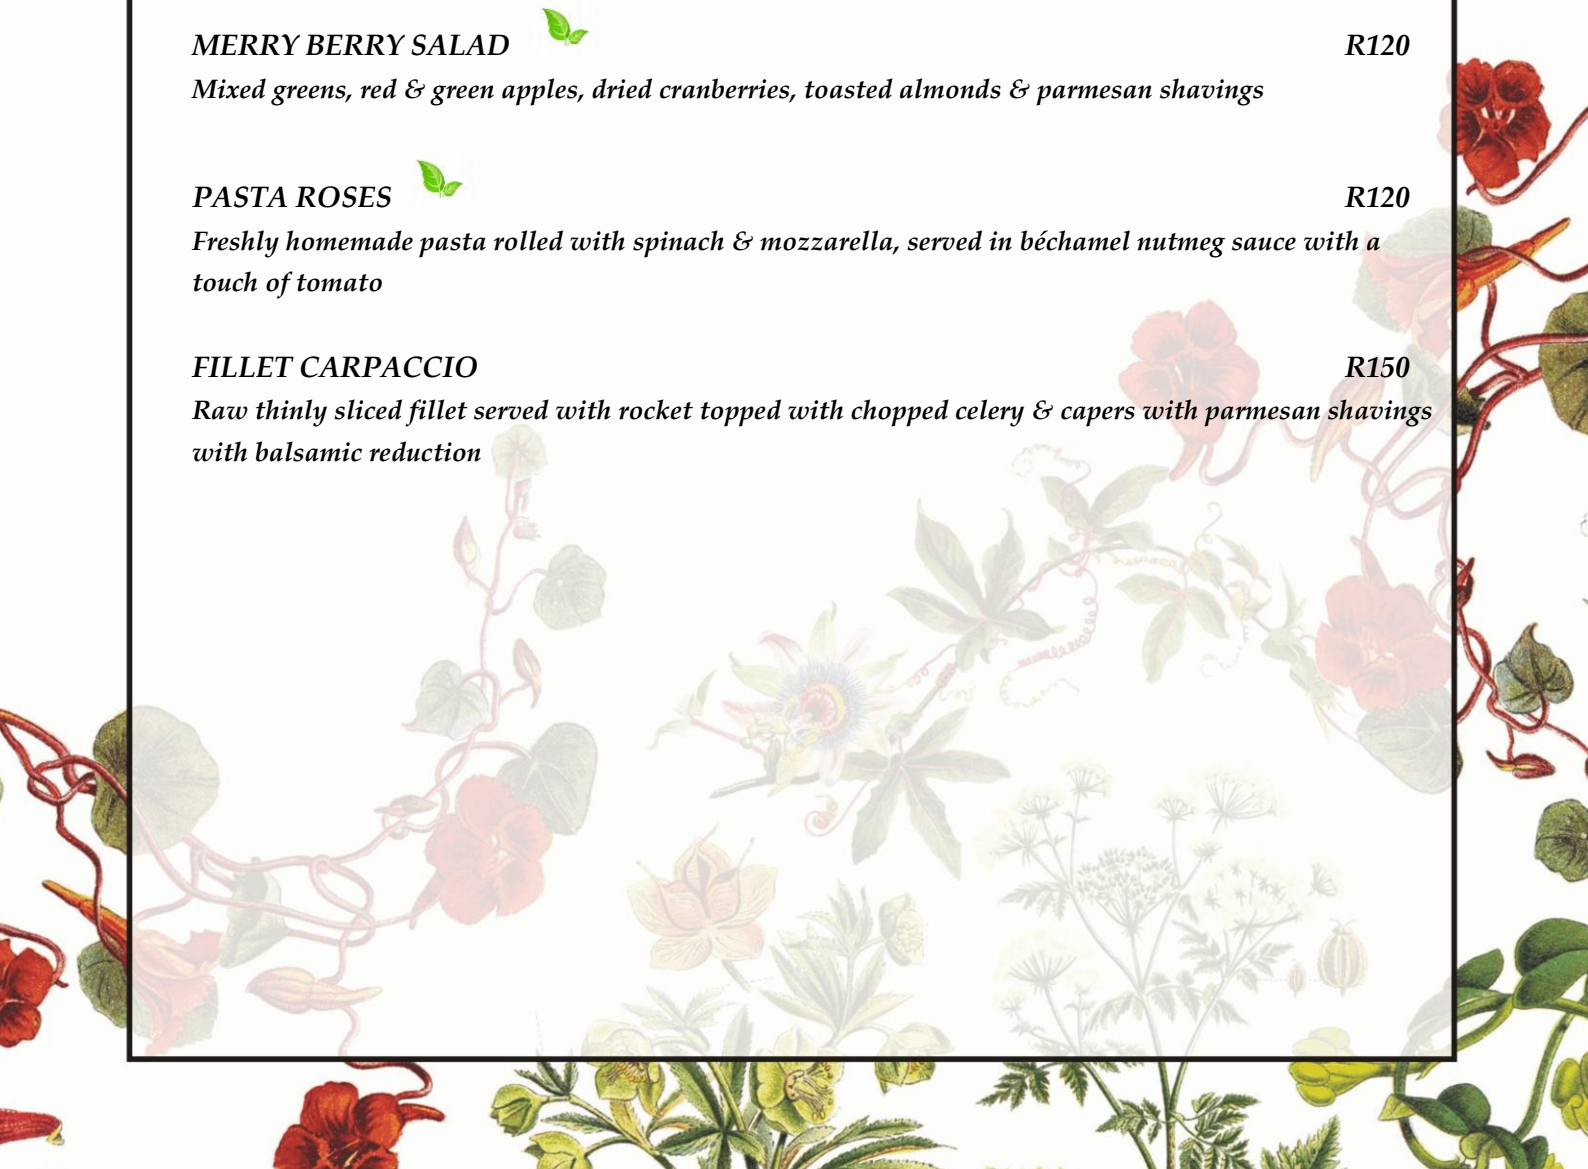 MERRY BERRY SALAD R120
Mixed greens, red & green apples, dried cranberries, toasted almonds & parmesan shavings
PASTA ROSES R120
Freshly homemade pasta rolled with spinach & mozzarella, served in béchamel nutmeg sauce with a
touch of tomato
FILLET CARPACCIO R150
Raw thinly sliced fillet served with rocket topped with chopped celery & capers with parmesan shavings
with balsamic reduction